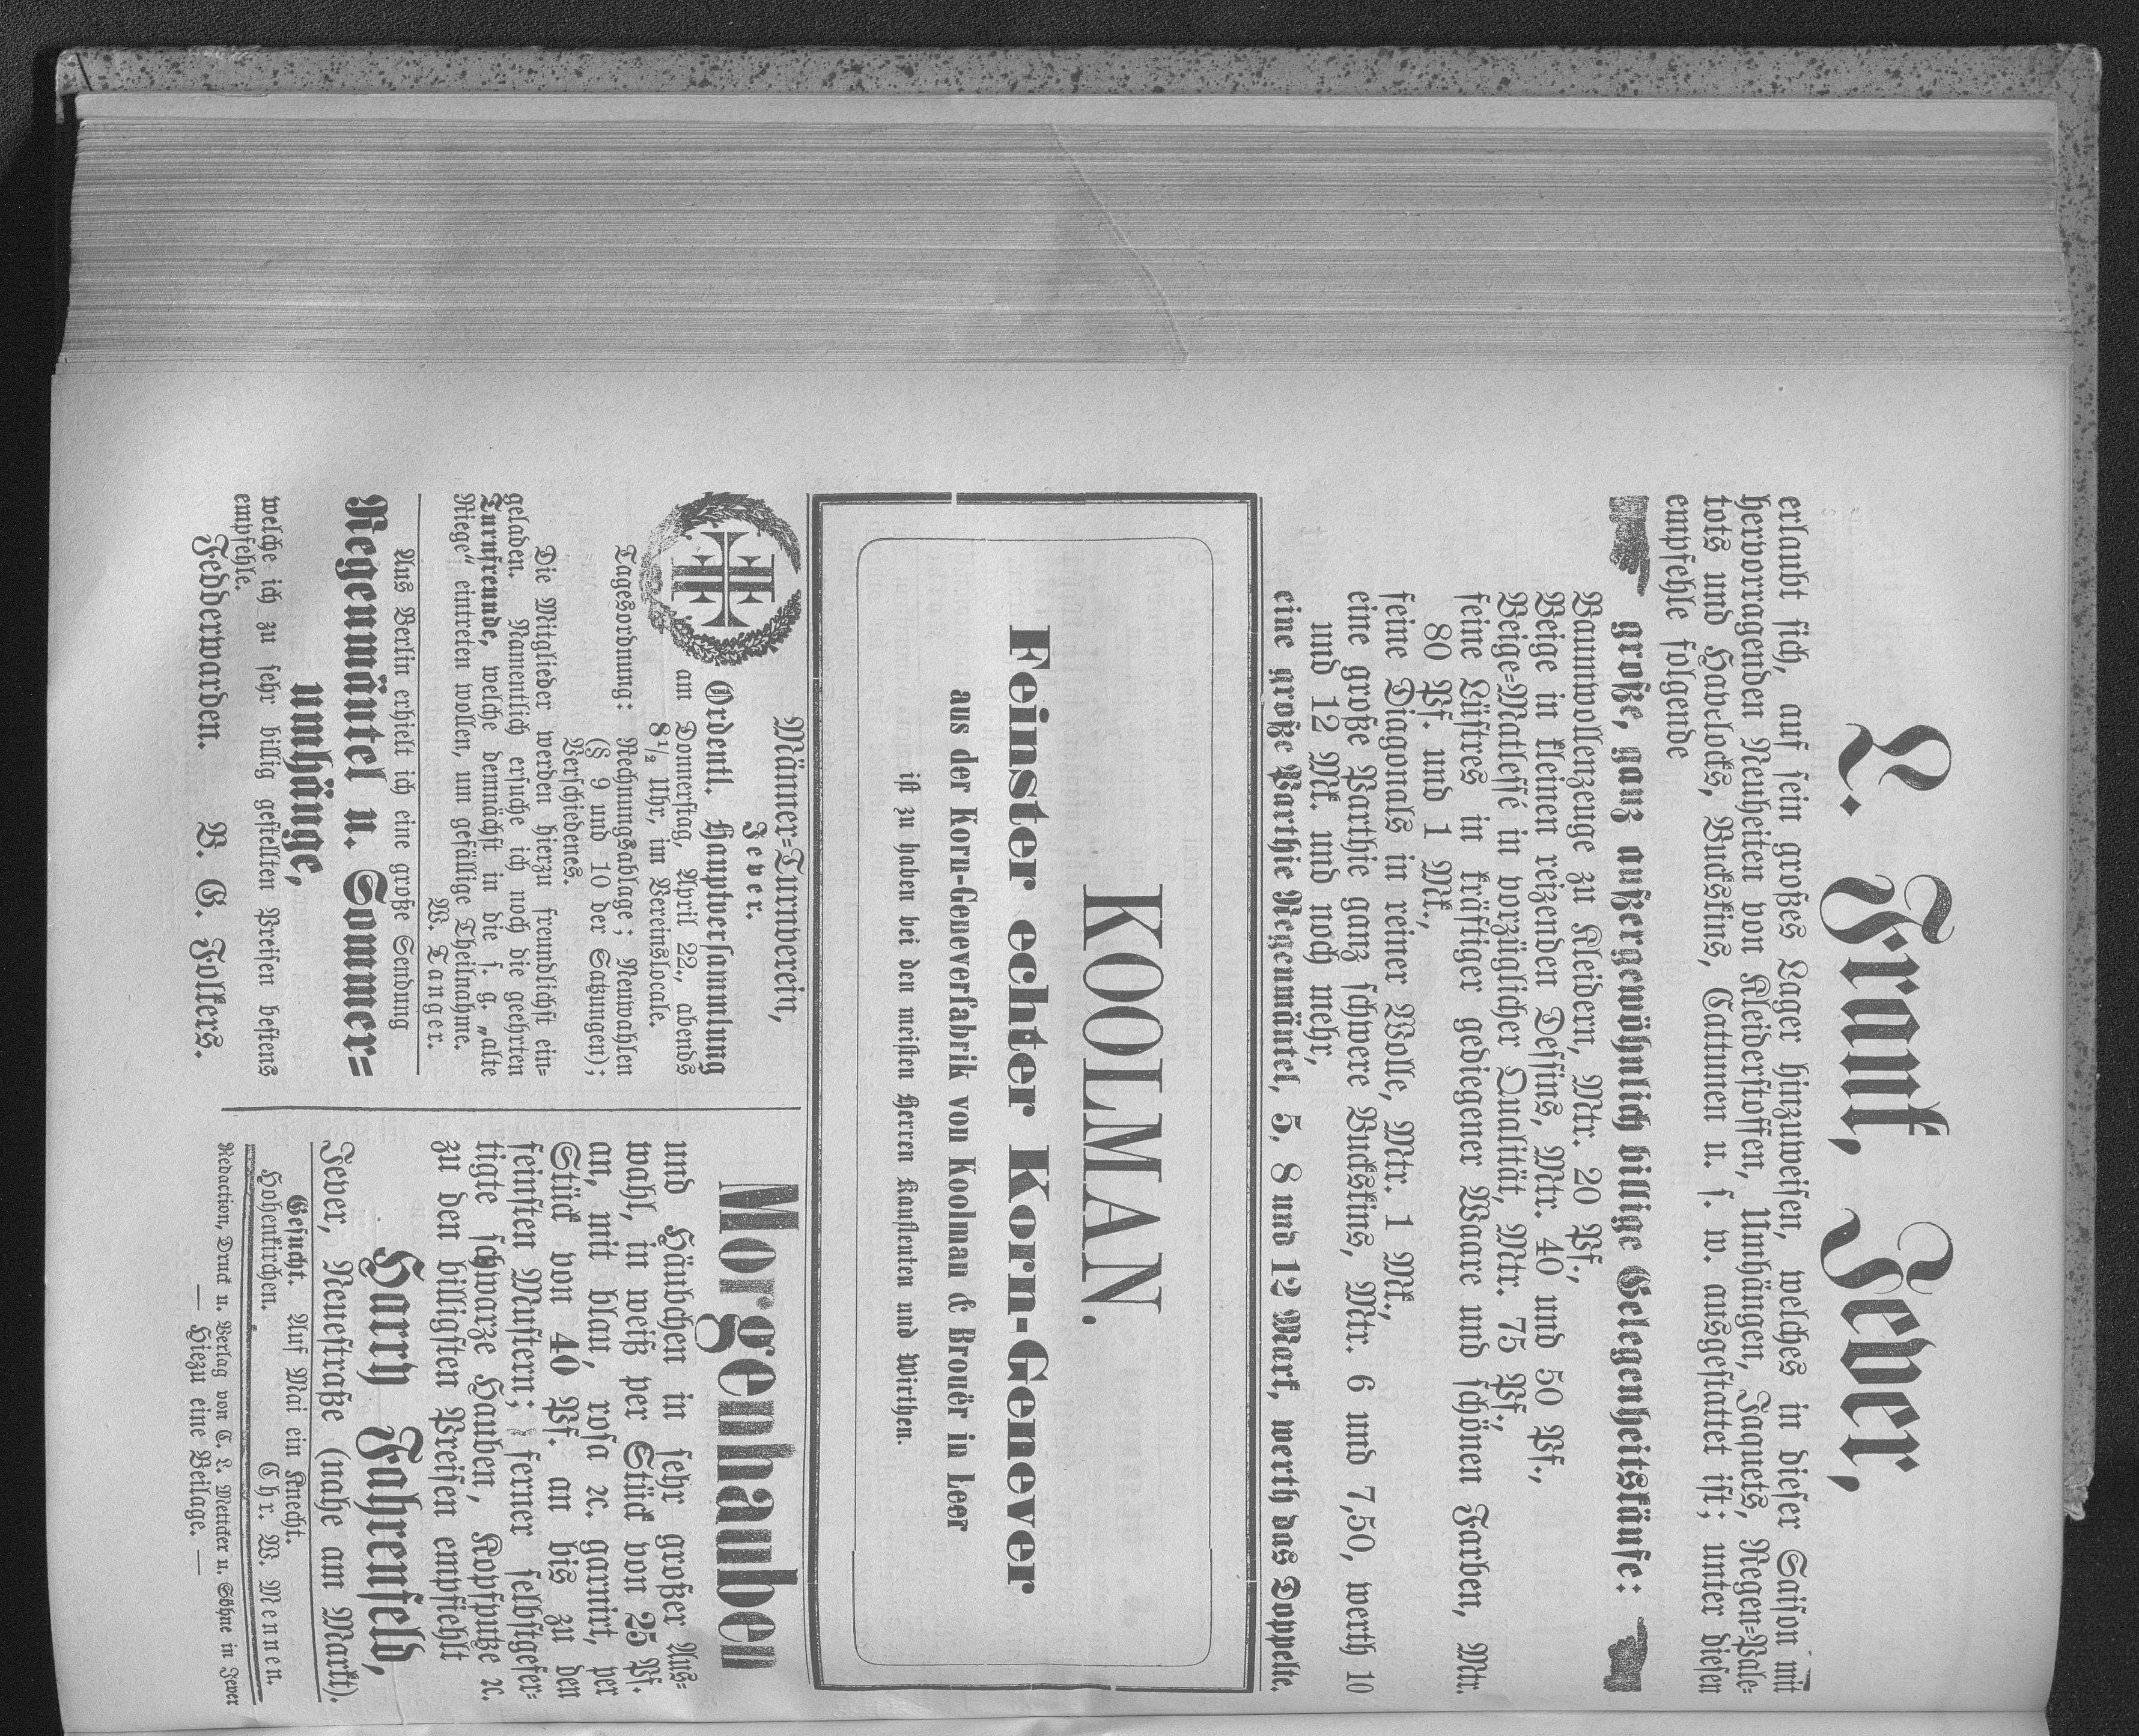 L. Frank, Jever,
erlaubt sich, auf sein großes Lager hinzuweisen, welches in dieser Saison mit
hervorragenden Neuheiten von Kleiderstoffen, Umhängen, Jaquets, Regen=Pale=
tots und Havelocks, Buckskins, Cattunen u. s. w. ausgestattet ist; unter diesen
empfehle folgende
große, ganz außergewöhnlich billige Gelegenheitskäufe:
Baumwollenzeuge zu Kleidern, Mtr. 20 Pf.,
Beige in kleinen reizenden Dessins, Mtr. 40 und 50 Pf.,
Beige=Matlessé in vorzüglicher Qualität, Mtr. 75 Pf.,
feine Lüstres in kräftiger gediegener Waare und schönen Farben, Mtr.
80 Pf. und 1 Mk.,
feine Diagonals in reiner Wolle, Mtr. 1 Mk.,
eine große Parthie ganz schwere Buckskins, Mtr. 6 und 7,50, werth 10
und 12 Mk. und noch mehr,
eine große Parthie Regenmäntel, 5, 8 und 12 Mark, werth das Doppelte.
KOOLMAN.
Feinster echter Korn-Genever
aus der Korn-Geneverfabrik von Koolman & Brouër in Leer
ist zu haben bei den meisten Herren Kaufleuten und Wirthen.
Männer=Turnverein,
Jever.
Ordentl. Hauptversammlung
am Donnerstag, April 22., abends
8½ Uhr, im Vereinslocale.
Tagesordnung: Rechnungsablage; Neuwahlen
(§ 9 und 10 der Satzungen);
Verschiedenes.
Die Mitglieder werden hierzu freundlichst ein=
geladen. Namentlich ersuche ich noch die geehrten
Turnfreunde, welche demnächst in die s. g. „alte
Riege“ eintreten wollen, um gefällige Theilnahme.
W. Tanger.
Aus Berlin erhielt ich eine große Sendung
Regenmäntel u. Sommer=
umhänge,
welche ich zu sehr billig gestellten Preisen bestens
empfehle.
Fedderwarden. B. C. Folkers.
Morgenhauben
und Häubchen in sehr großer Aus=
wahl, in weiß per Stück von 25 Pf.
an, mit blau, rosa ꝛc. garnirt, per
Stück von 40 Pf. an bis zu den
feinsten Mustern; ferner selbstgefer=
tigte schwarze Hauben, Kopfputze ꝛc.
zu den billigsten Preisen empfiehlt
Harry Fahrenfeld,
Jever, Neuestraße (nahe am Markt).
Gesucht. Auf Mai ein Knecht.
Hohenkirchen. Chr. W. Mennen.
Redaction, Druck u. Verlag von C. L. Mettcker u. Söhne in Jever
— Hiezu eine Beilage. —